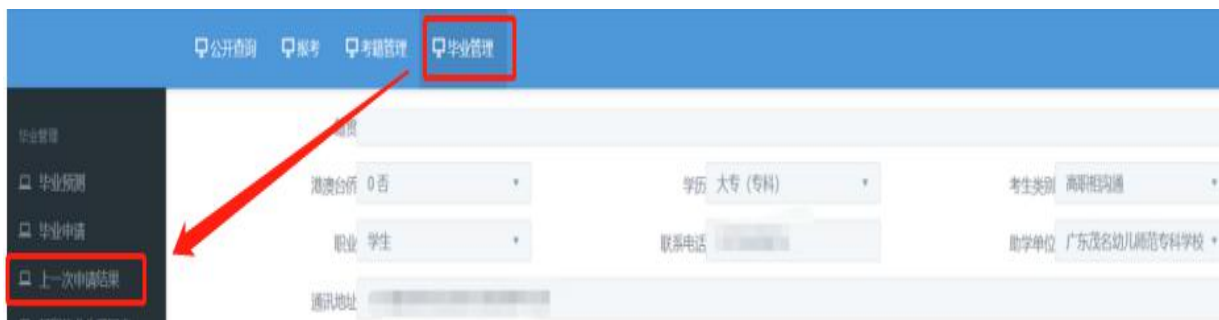 公开查询 报考 考籍管理 毕业管理
毕业管理
籍贯
毕业预测
港澳台侨 0否 学历 大专（专科） 考生类别 高职相沟通
毕业申请
职业 学生 联系电话 助学单位 广东茂名幼儿师范专科学校
上一次申请结果
通讯地址